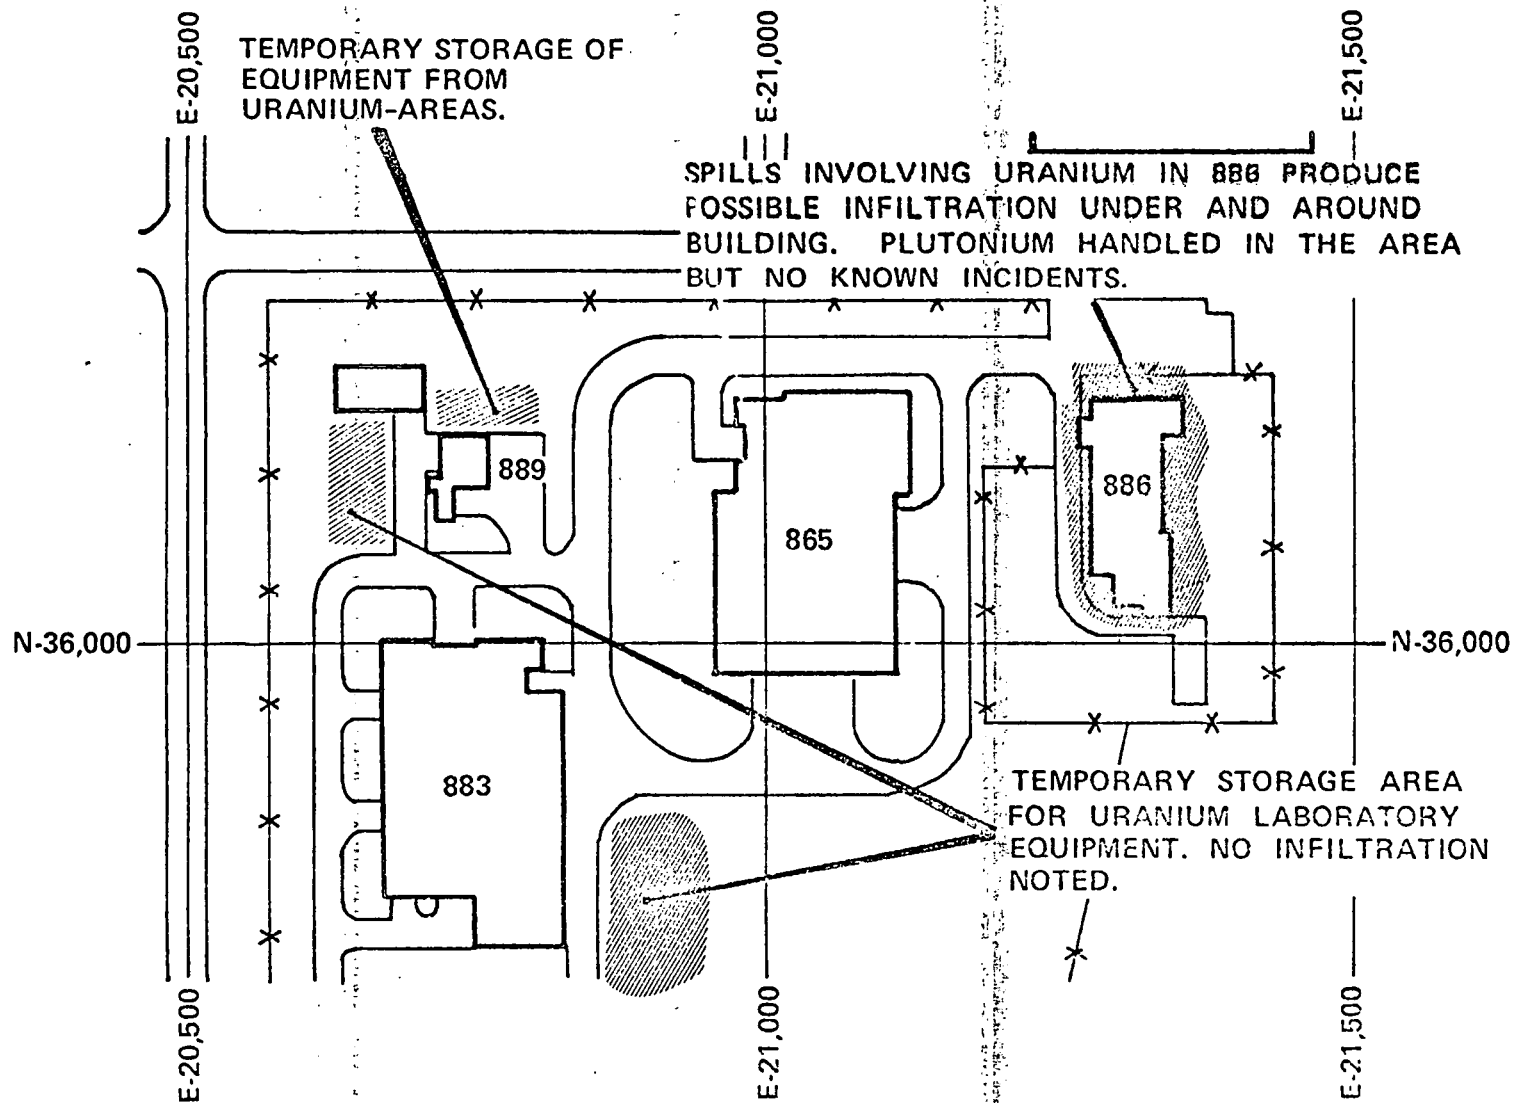 E-20,500
E-21,000
E-21,500
TEMPORARY STORAGE OF
EQUIPMENT FROM
URANIUM-AREAS.
SPILLS INVOLVING URANIUM IN 886 PRODUCE
POSSIBLE INFILTRATION UNDER AND AROUND
BUILDING. PLUTONIUM HANDLED IN THE AREA
BUT NO KNOWN INCIDENTS.
889
886
865
N-36,000
N-36,000
883
TEMPORARY STORAGE AREA
FOR URANIUM LABORATORY
EQUIPMENT. NO INFILTRATION
NOTED.
E-20,500
E-21,000
E-21,500